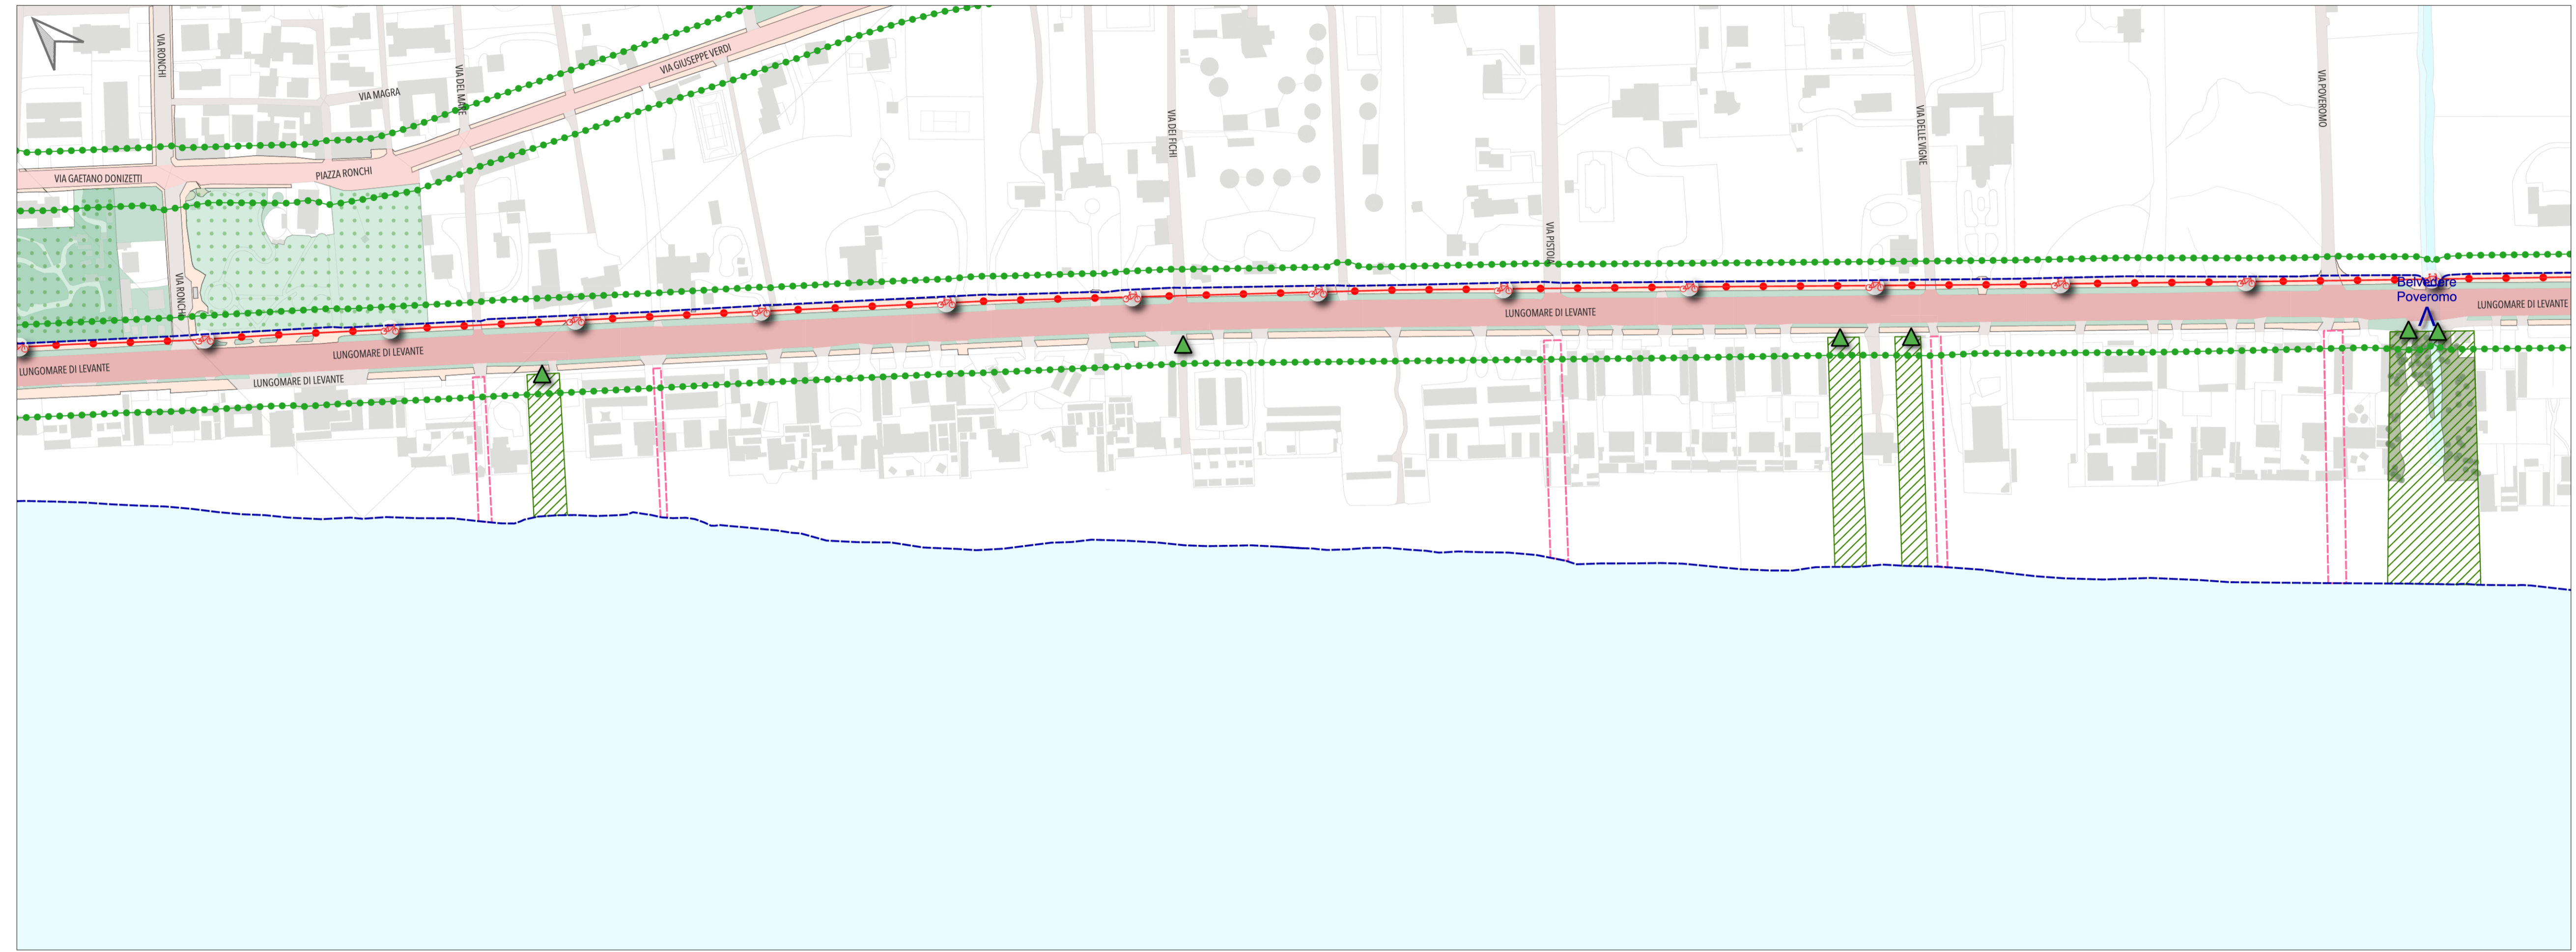 VIA RONCHI
VIA DEL MARE
VIA GIUSEPPE VERDI
VIA MAGRA
VIA DEI FICHI
VIA DELLE VIGNE
VIA POVEROMO
VIA GAETANO DONIZETTI
PIAZZA RONCHI
VIA PISTOIA
VIA RONCHI
Belvedere
Poveromo
LUNGOMARE DI LEVANTE
LUNGOMARE DI LEVANTE
LUNGOMARE DI LEVANTE
LUNGOMARE DI LEVANTE
LUNGOMARE DI LEVANTE